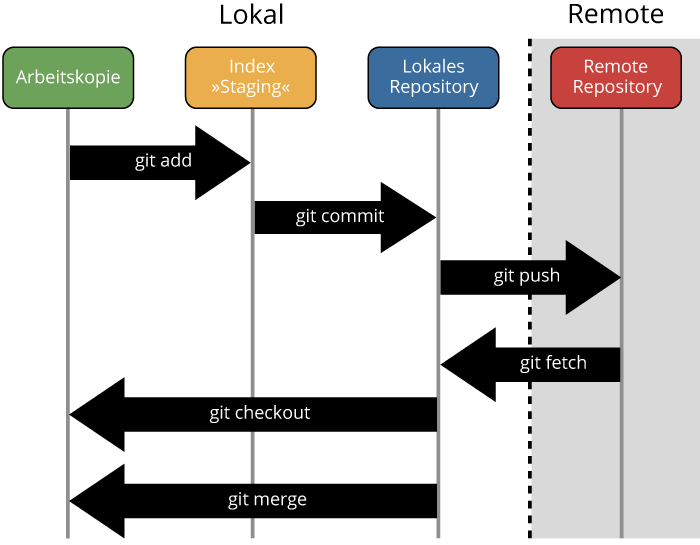 Lokal
Remote
Arbeitskopie
Index
»Staging«
Lokales
Repository
Remote
Repository
git add
git commit
git push
git fetch
git checkout
git merge